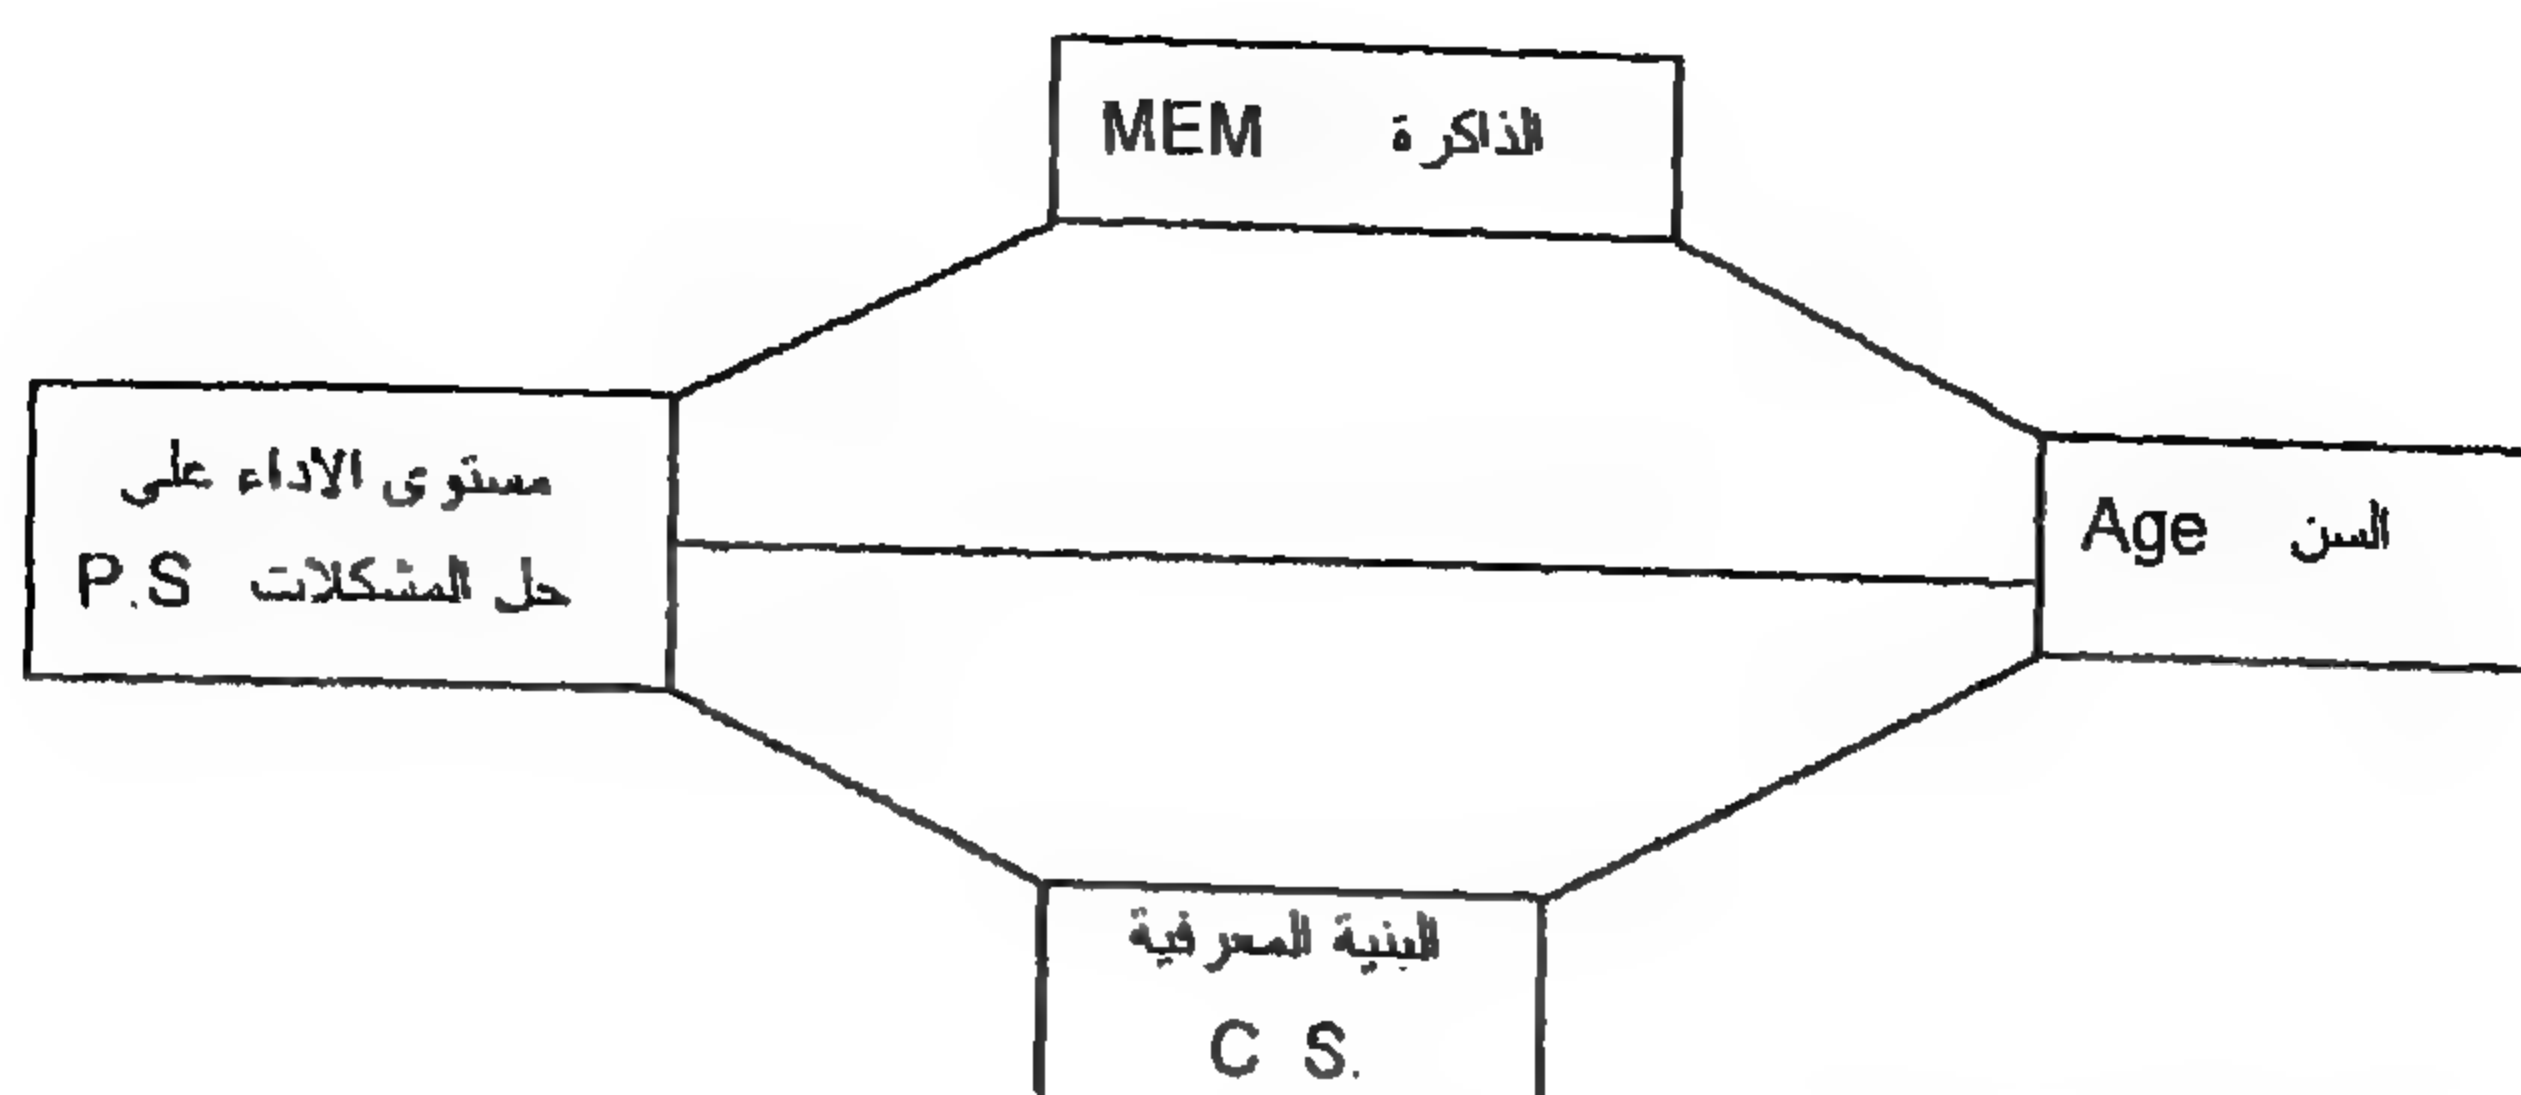 الذاكرة MEM
مستوى الاداء على
حل المشكلات P.S
السن Age
البنية المعرفية
C S.